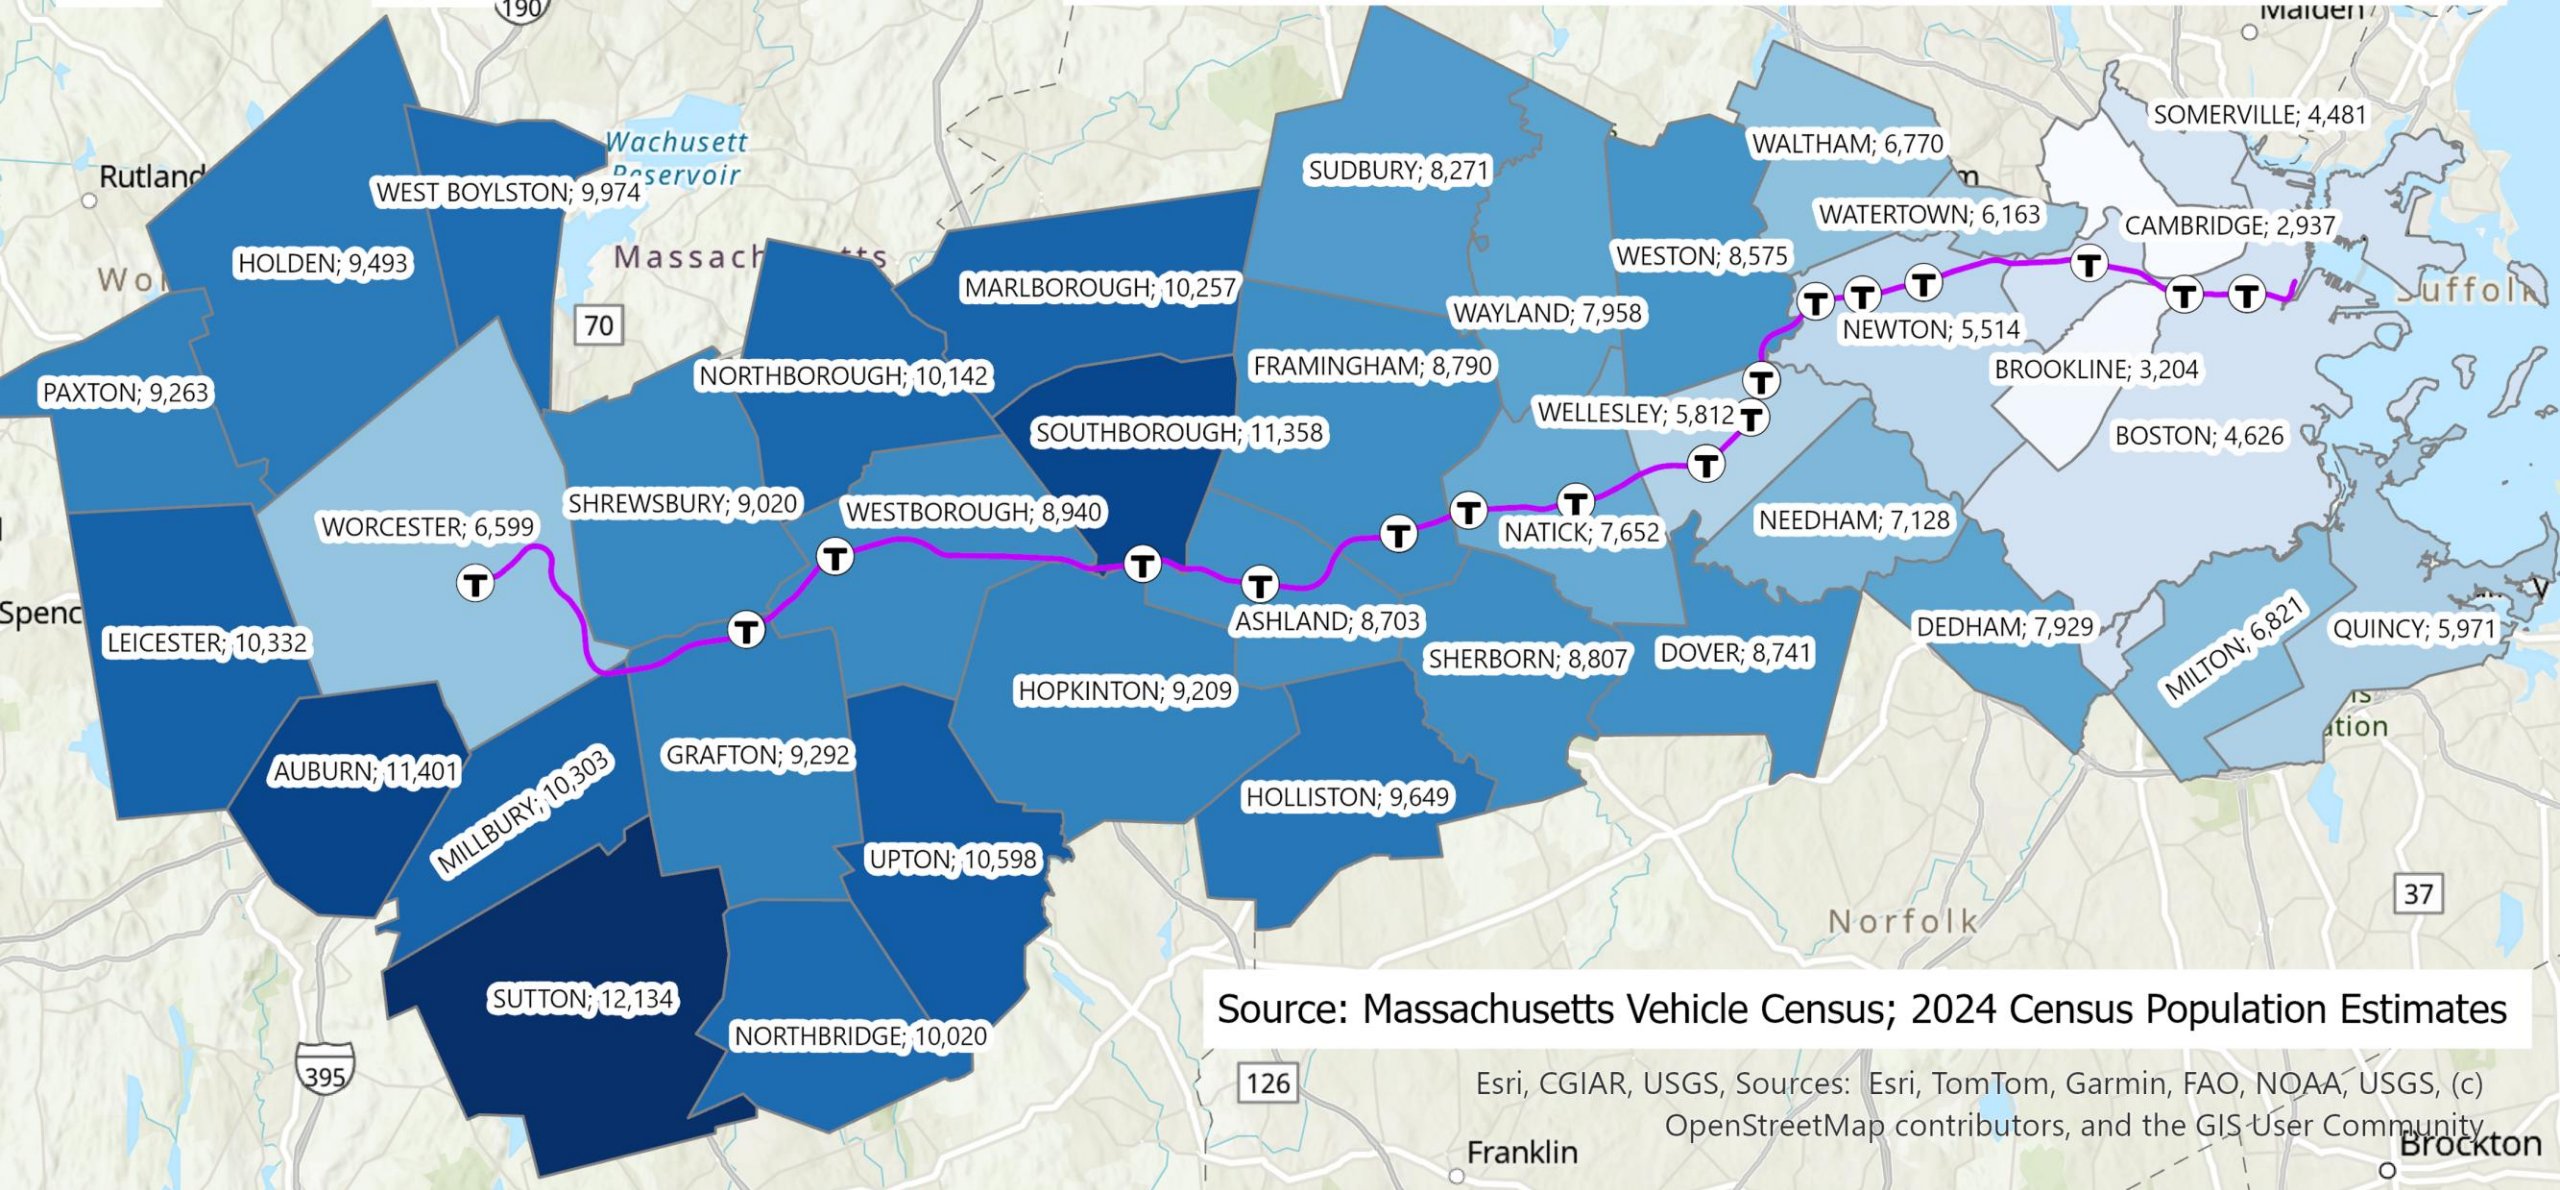 190
Malden
SOMERVILLE; 4,481
WALTHAM; 6,770
Wachusett
Reservoir
SUDBURY; 8,271
Rutland
WEST BOYLSTON; 9,974
WATERTOWN; 6,163
CAMBRIDGE; 2,937
Massach
tts
WESTON; 8,575
HOLDEN; 9,493
T
T
T
T
T
T
MARLBOROUGH; 10,257
Suffolk
WAYLAND; 7,958
70
NEWTON; 5,514
FRAMINGHAM; 8,790
BROOKLINE; 3,204
NORTHBOROUGH; 10,142
T
PAXTON; 9,263
WELLESLEY; 5,812
T
SOUTHBOROUGH; 11,358
BOSTON; 4,626
T
SHREWSBURY; 9,020
WESTBOROUGH; 8,940
T
T
NEEDHAM; 7,128
WORCESTER; 6,599
NATICK; 7,652
T
T
T
T
T
Spenc
ASHLAND; 8,703
T
LEICESTER; 10,332
DEDHAM; 7,929
MILTON; 6,821
QUINCY; 5,971
SHERBORN; 8,807
DOVER; 8,741
HOPKINTON; 9,209
ation
GRAFTON; 9,292
AUBURN; 11,401
MILLBURY; 10,303
HOLLISTON; 9,649
UPTON; 10,598
37
Norfolk
SUTTON; 12,134
Source: Massachusetts Vehicle Census; 2024 Census Population Estimates
NORTHBRIDGE; 10,020
395
126
Esri, CGIAR, USGS, Sources: Esri, TomTom, Garmin, FAO, NOAA, USGS, (c)
OpenStreetMap contributors, and the GIS User Community
Franklin
Brockton